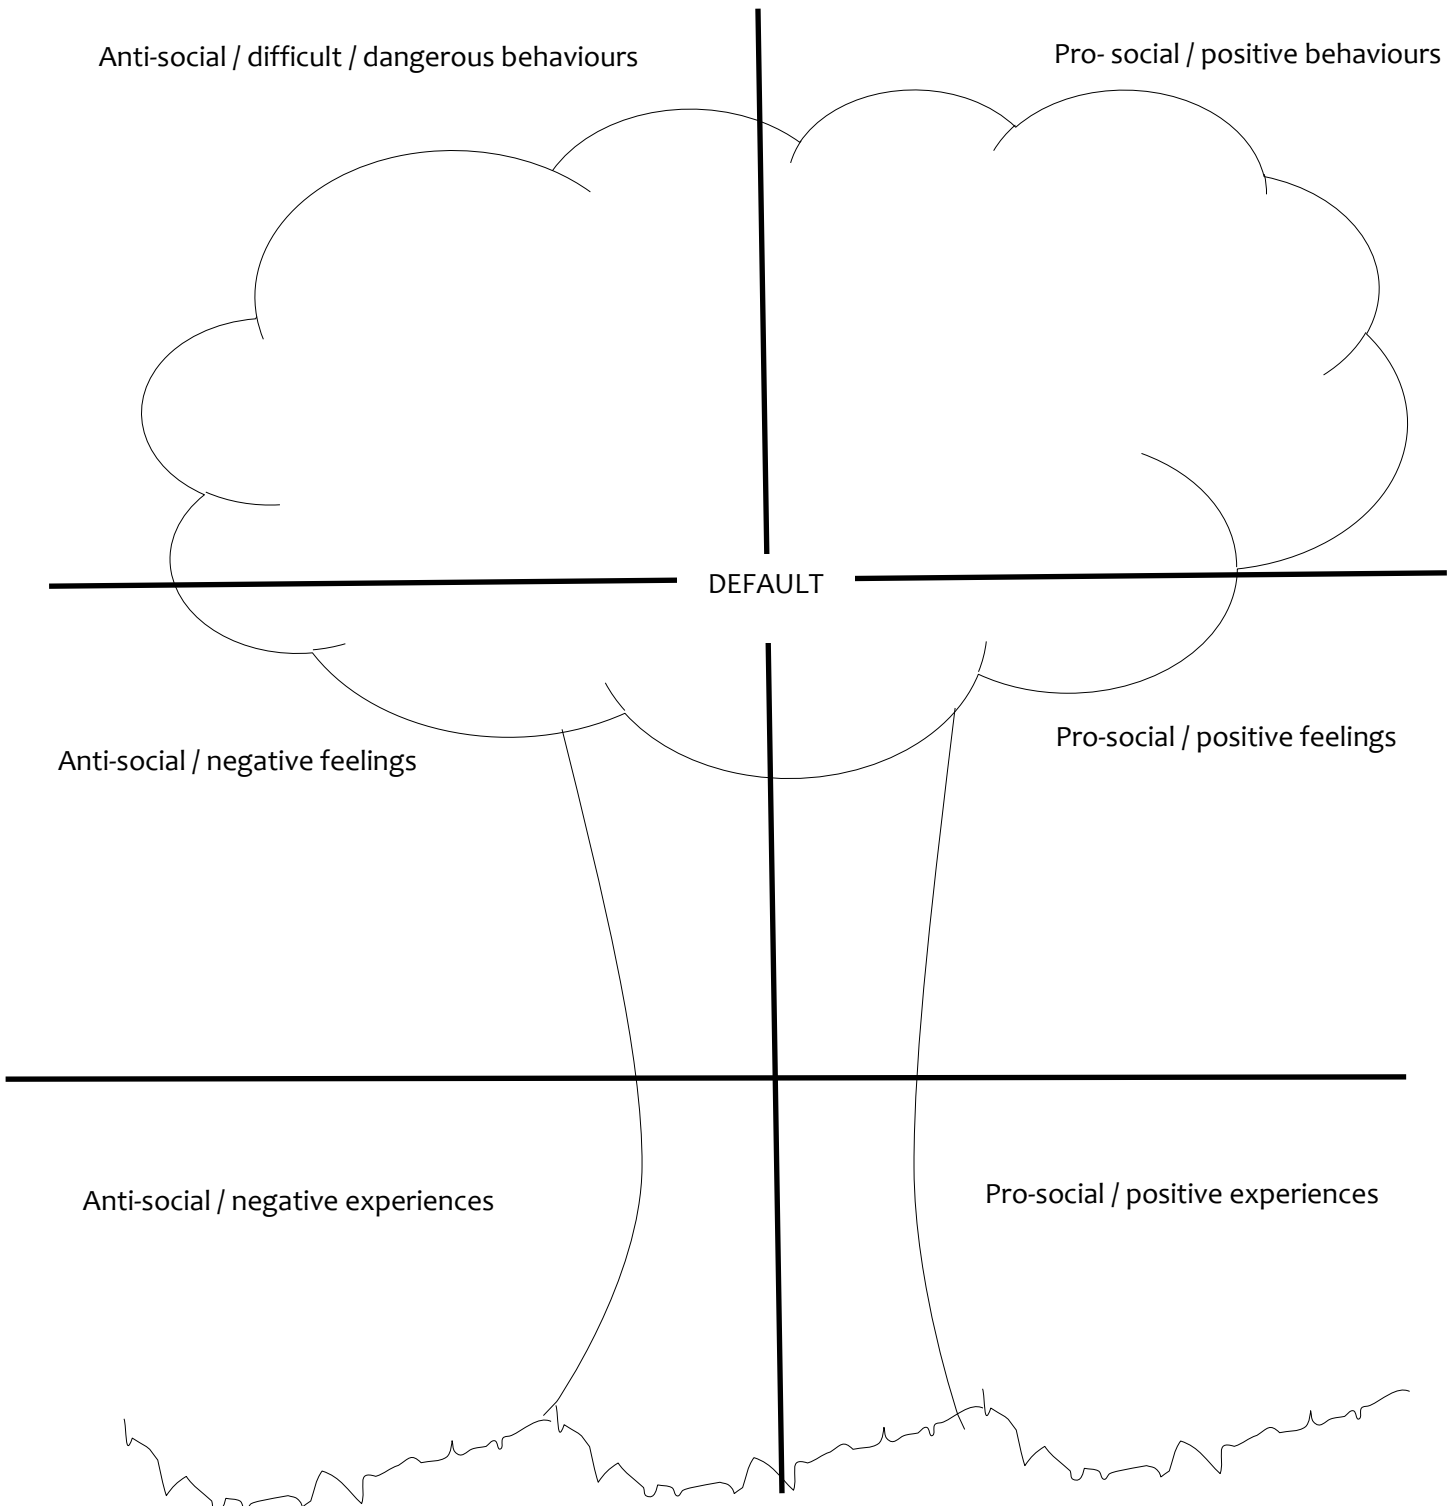 Anti-social / difficult / dangerous behaviours
Pro- social / positive behaviours
DEFAULT
Anti-social / negative feelings
Pro-social / positive feelings
Anti-social / negative experiences
Pro-social / positive experiences